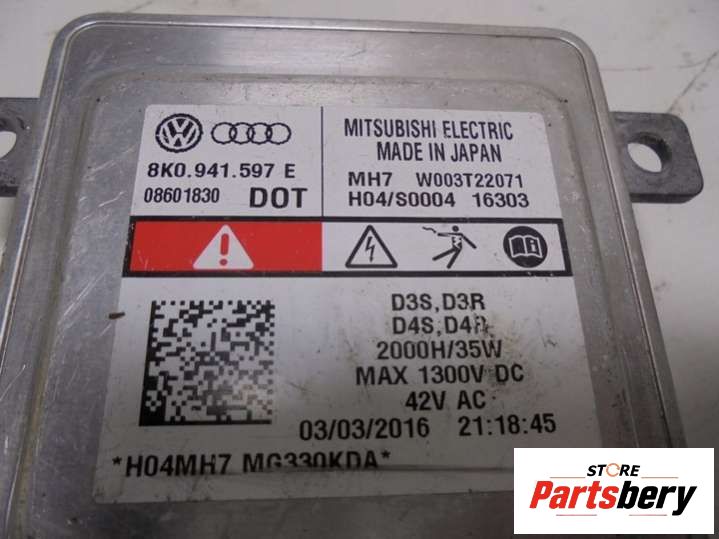 MITSUBISHI ELECTRIC
MADE IN JAPAN
8K0.941.597 E
MH7 W003T22071
08601830 DOT
H04/S0004 16303
D3S,D3R
D4S,D4R
2000H/35W
MAX 1300V DC
42V AC
03/03/2016 21:18:45
*H04MH7 MG330KDA*
STORE
Partsbery